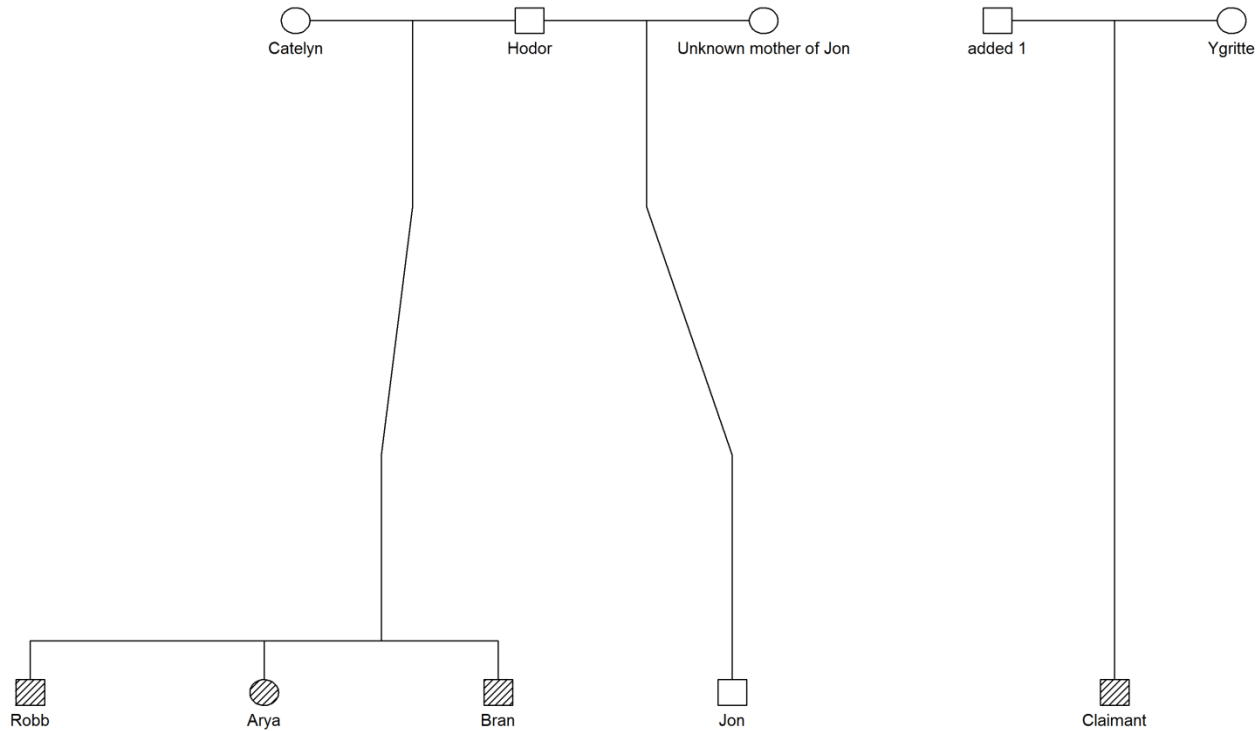 Catelyn
Hodor
Unknown mother of Jon
added 1
Ygritte
Robb
Arya
Bran
Jon
Claimant